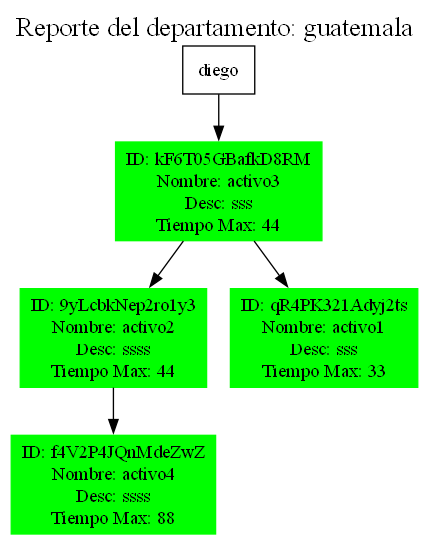 Reporte del departamento: guatemala
diego
ID: kF6T05GBafkD8RM
Nombre: activo3
Desc: sss
Tiempo Max: 44
ID: 9yLcbkNep2ro1y3
Nombre: activo2
Desc: ssss
Tiempo Max: 44
ID: qR4PK321Adyj2ts
Nombre: activo1
Desc: sss
Tiempo Max: 33
ID: f4V2P4JQnMdeZwZ
Nombre: activo4
Desc: ssss
Tiempo Max: 88